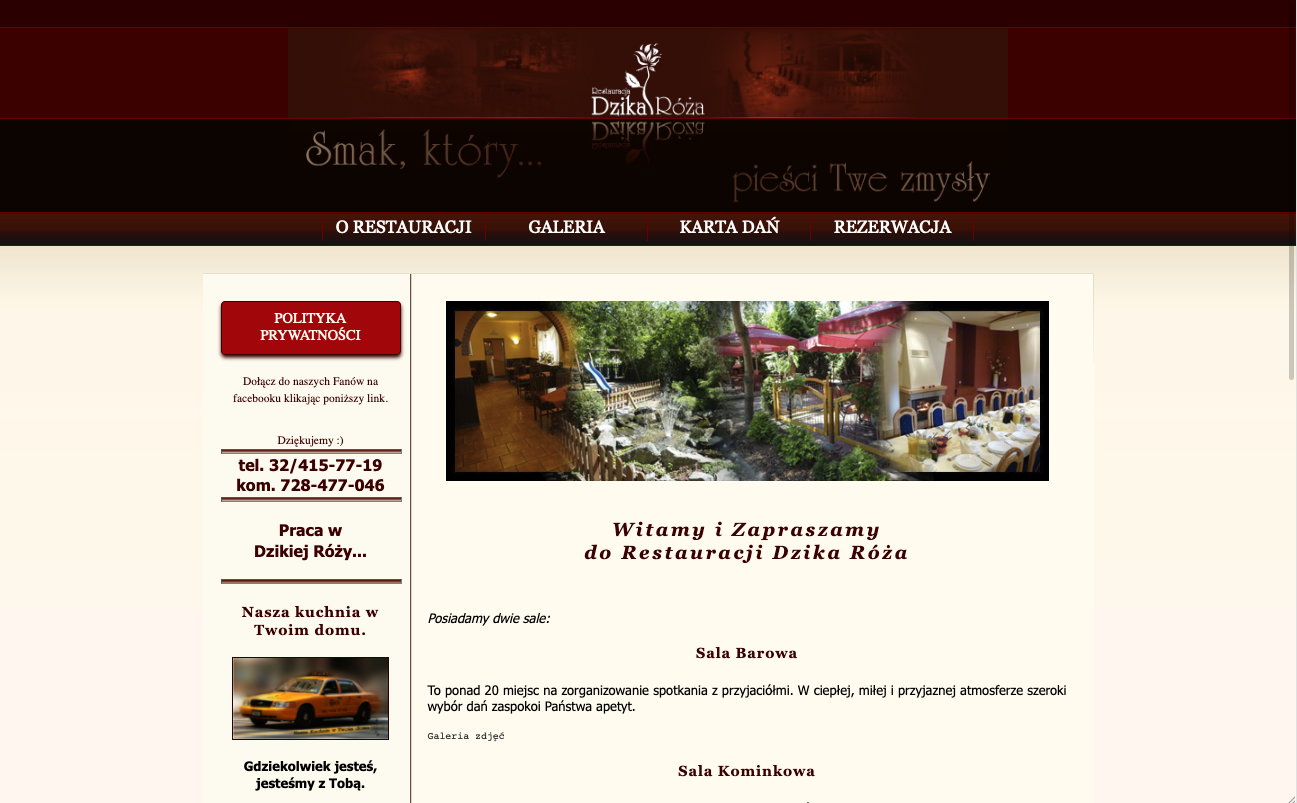 Restauracja
Dzika Róża
Smak, który...
pieści Twe zmysły
O RESTAURACJI
GALERIA
KARTA DAŃ
REZERWACJA
POLITYKA
PRYWATNOŚCI
Dołącz do naszych Fanów na
facebooku klikając poniższy link.
Dziękujemy :)
tel. 32/415-77-19
kom. 728-477-046
Praca w
Dzikiej Róży...
Nasza kuchnia w
Twoim domu.
Gdziekolwiek jesteś,
jesteśmy z Tobą.
Witamy i Zapraszamy
do Restauracji Dzika Róża
Posiadamy dwie sale:
Sala Barowa
To ponad 20 miejsc na zorganizowanie spotkania z przyjaciółmi. W ciepłej, miłej i przyjaznej atmosferze szeroki
wybór dań zaspokoi Państwa apetyt.
Galeria zdjęć
Sala Kominkowa